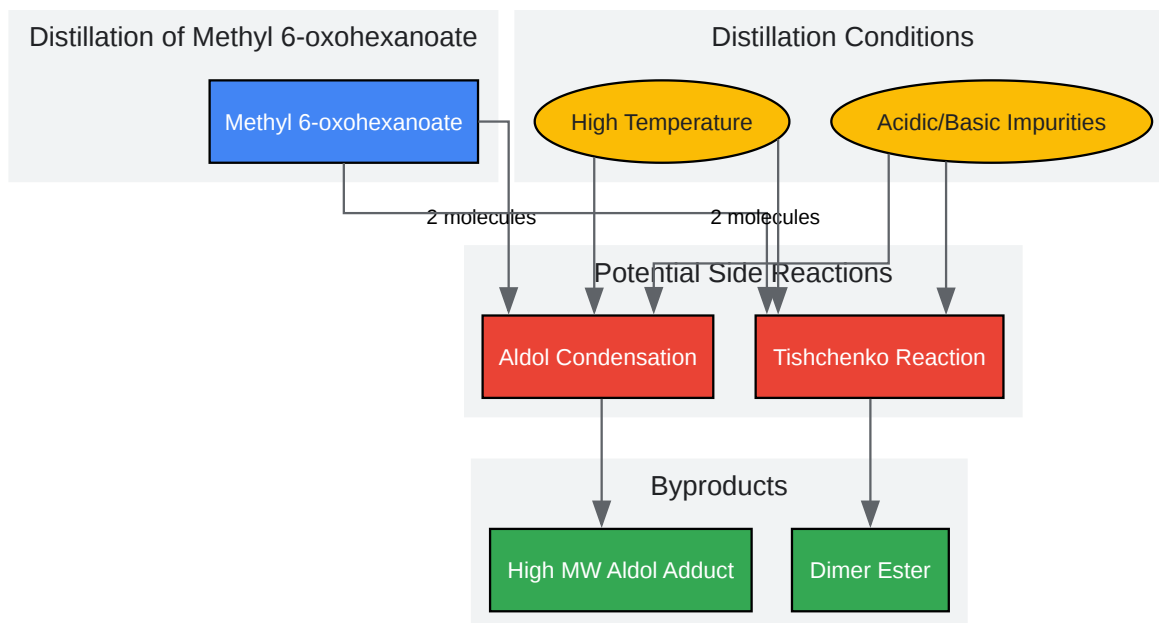 Distillation of Methyl 6-oxohexanoate
Distillation Conditions
Methyl 6-oxohexanoate
High Temperature
Acidic/Basic Impurities
2 molecules
2 molecules
Potential Side Reactions
Aldol Condensation
Tishchenko Reaction
Byproducts
High MW Aldol Adduct
Dimer Ester